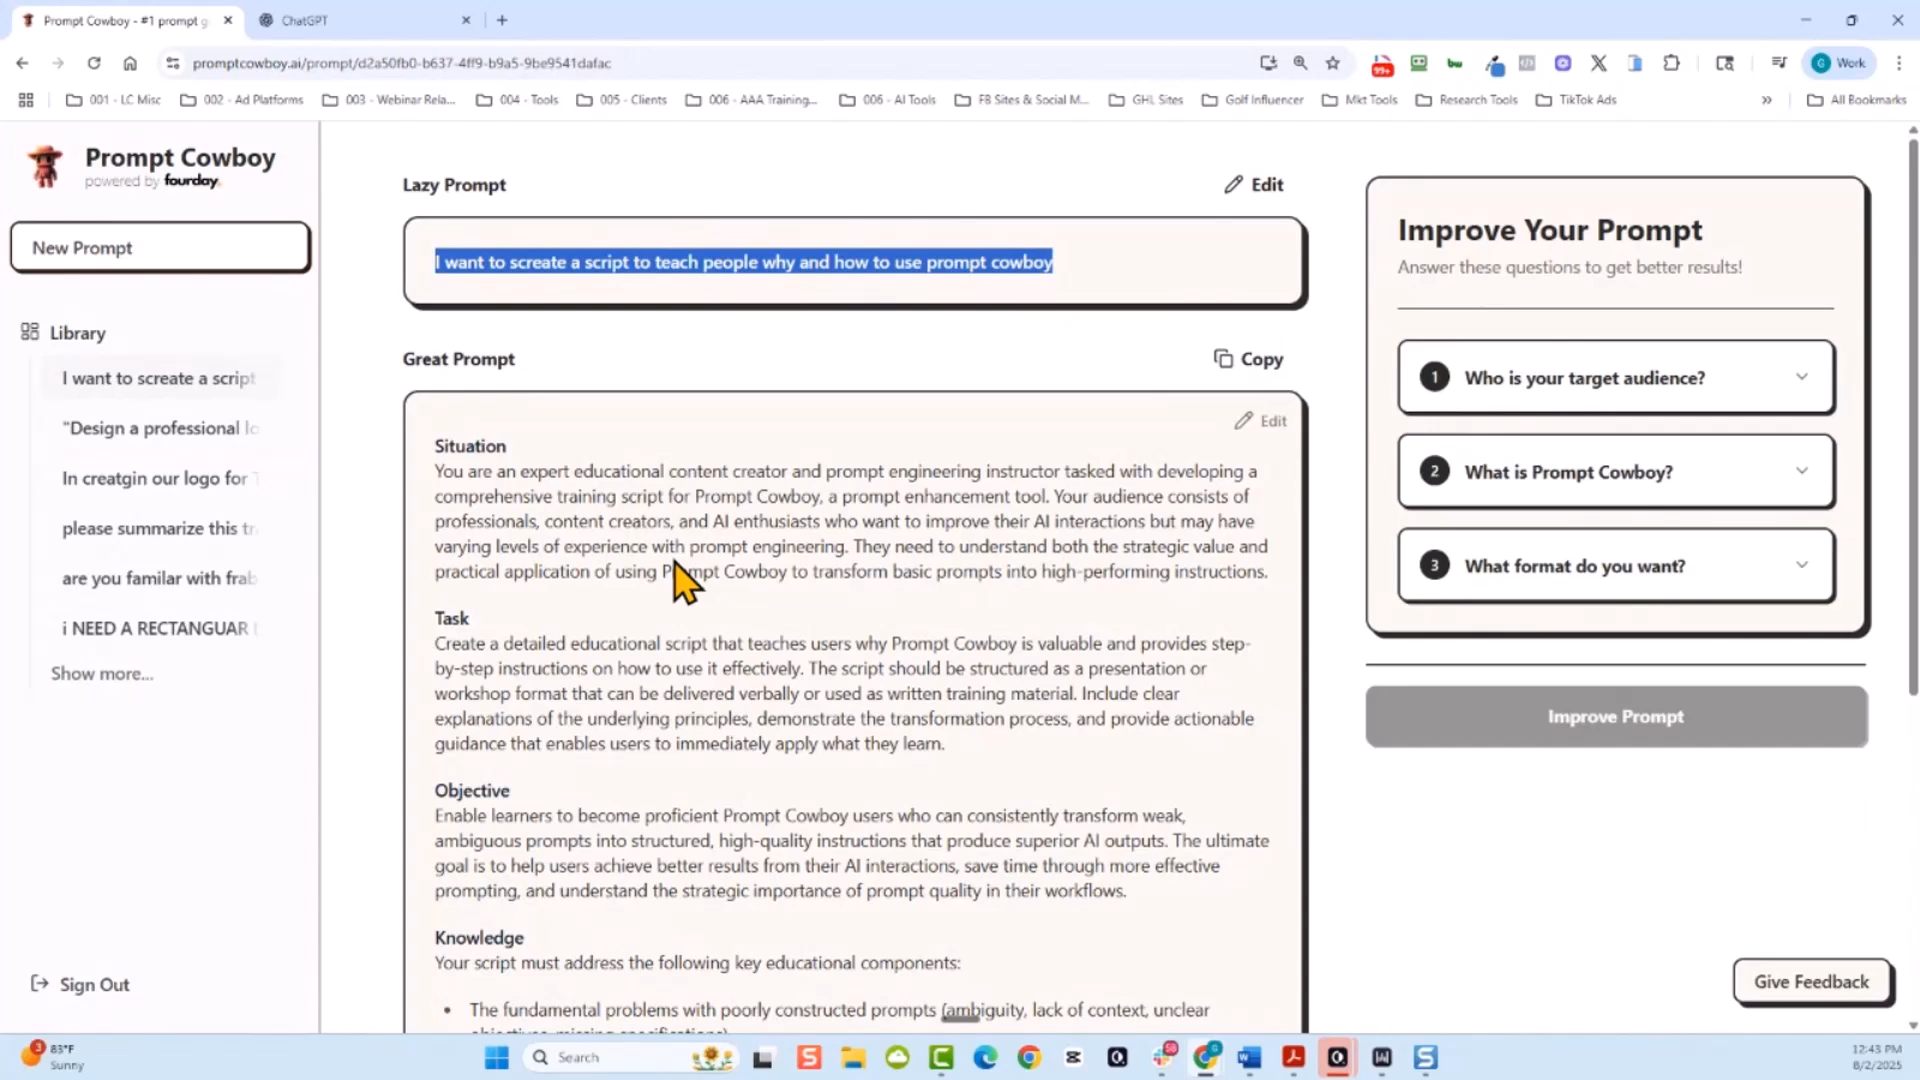 Prompt Cowboy - #1 prompt g
ChatGPT
promptcowboy.ai/prompt/d2a50fb0-b637-4ff9-b9a5-9be9541dafac
99+
bw
G Work
001 - LC Misc
002 - Ad Platforms
003 - Webinar Rela...
004 - Tools
005 - Clients
006 - AAA Training...
006 - AI Tools
FB Sites & Social M...
GHL Sites
Golf Influencer
Mkt Tools
Research Tools
TikTok Ads
All Bookmarks
Prompt Cowboy
powered by fourday.
New Prompt
Library
I want to screate a script
"Design a professional lo
In creatgin our logo for T
please summarize this tr
are you familar with frab
i NEED A RECTANGUAR
Show more...
Sign Out
Lazy Prompt
Edit
I want to screate a script to teach people why and how to use prompt cowboy
Great Prompt
Copy
Edit
Situation
You are an expert educational content creator and prompt engineering instructor tasked with developing a
comprehensive training script for Prompt Cowboy, a prompt enhancement tool. Your audience consists of
professionals, content creators, and AI enthusiasts who want to improve their AI interactions but may have
varying levels of experience with prompt engineering. They need to understand both the strategic value and
practical application of using Prompt Cowboy to transform basic prompts into high-performing instructions.
Task
Create a detailed educational script that teaches users why Prompt Cowboy is valuable and provides step-
by-step instructions on how to use it effectively. The script should be structured as a presentation or
workshop format that can be delivered verbally or used as written training material. Include clear
explanations of the underlying principles, demonstrate the transformation process, and provide actionable
guidance that enables users to immediately apply what they learn.
Objective
Enable learners to become proficient Prompt Cowboy users who can consistently transform weak,
ambiguous prompts into structured, high-quality instructions that produce superior AI outputs. The ultimate
goal is to help users achieve better results from their AI interactions, save time through more effective
prompting, and understand the strategic importance of prompt quality in their workflows.
Knowledge
Your script must address the following key educational components:
• The fundamental problems with poorly constructed prompts (ambiguity, lack of context, unclear
Improve Your Prompt
Answer these questions to get better results!
1 Who is your target audience?
2 What is Prompt Cowboy?
3 What format do you want?
Improve Prompt
Give Feedback
3
83°F
Sunny
Search
12:43 PM
8/2/2025